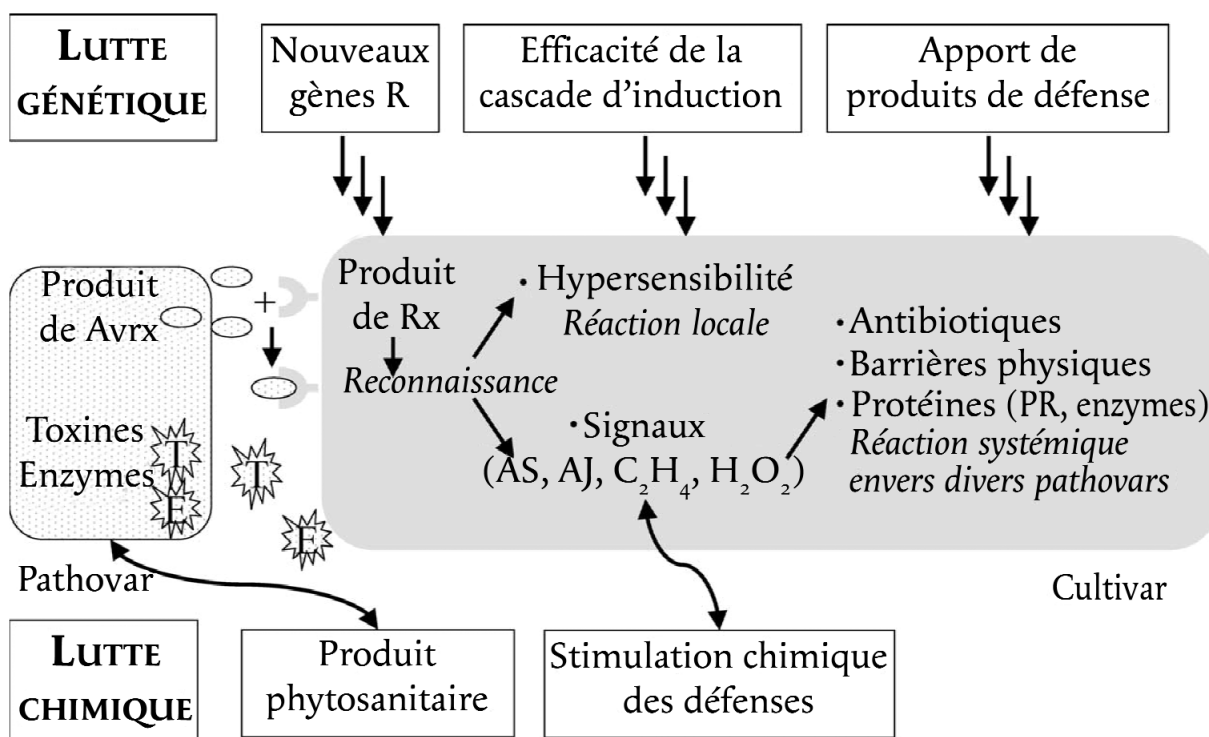 LUTTE
GÉNÉTIQUE
Nouveaux
gènes R
Efficacité de la
cascade d'induction
Apport de
produits de défense
Produit
de Avrx
+
Produit
de Rx
Reconnaissance
· Hypersensibilité
Réaction locale
· Signaux
(AS, AJ, C₂H₄, H₂O₂)
· Antibiotiques
· Barrières physiques
· Protéines (PR, enzymes)
Réaction systémique
envers divers pathovars
Toxines
Enzymes
T
E
T
E
Pathovar
Cultivar
LUTTE
CHIMIQUE
Produit
phytosanitaire
Stimulation chimique
des défenses